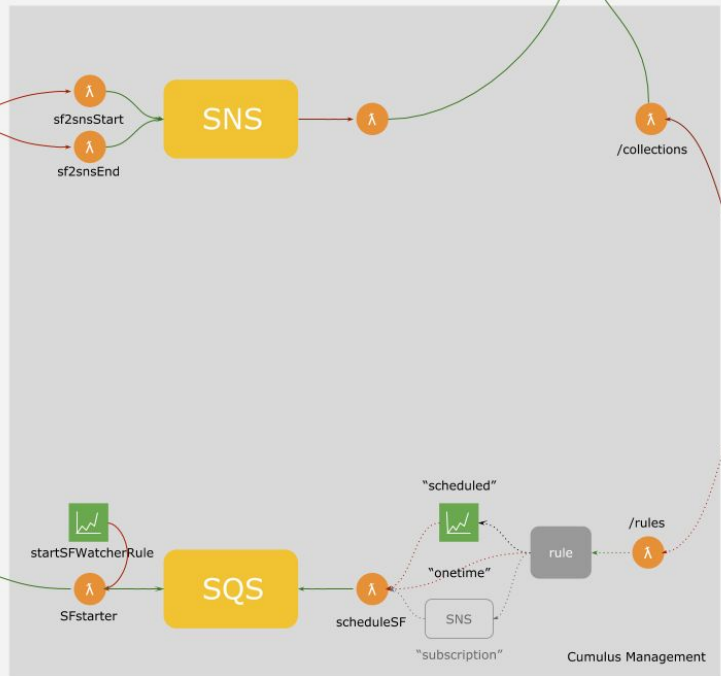 sf2snsStart
sf2snsEnd
SNS
λ
λ
λ
λ
/collections
"scheduled"
startSFWatcherRule
/rules
rule
λ
"onetime"
SQS
λ
λ
SFstarter
scheduleSF
SNS
"subscription"
Cumulus Management